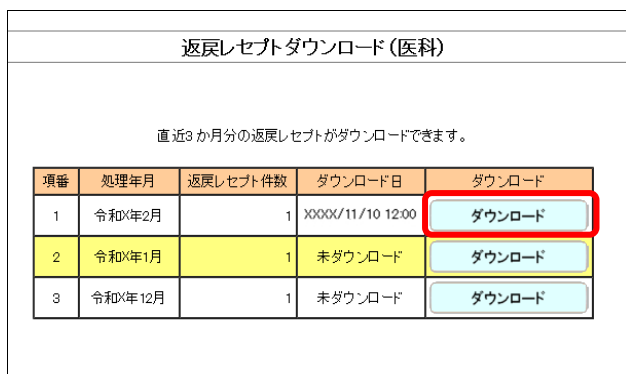 返戻レセプトダウンロード(医科)
直近3か月分の返戻レセプトがダウンロードできます。
項番 処理年月 返戻レセプト件数 ダウンロード日 ダウンロード
1 令和X年2月 1 XXXX/11/10 12:00 ダウンロード
2 令和X年1月 1 未ダウンロード ダウンロード
3 令和X年12月 1 未ダウンロード ダウンロード